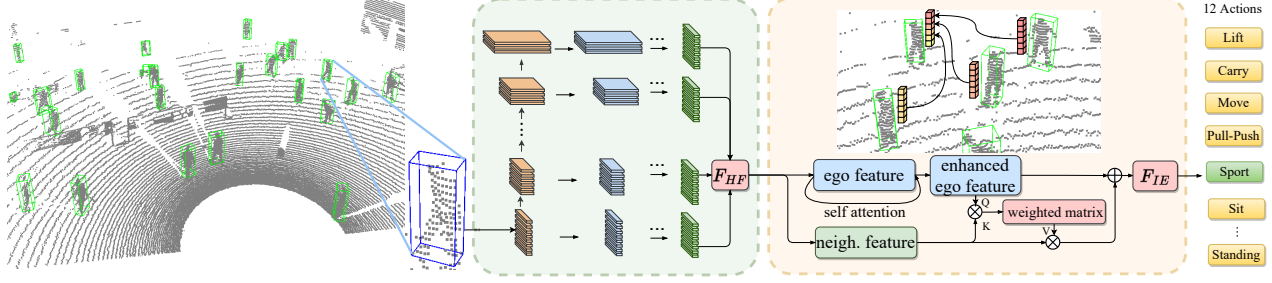 12 Actions
Lift
Carry
Move
Pull-Push
Sport
Sit
Standing
F_HF
ego feature
enhanced
ego feature
F_IE
self attention
Q
weighted matrix
K
V
neigh. feature